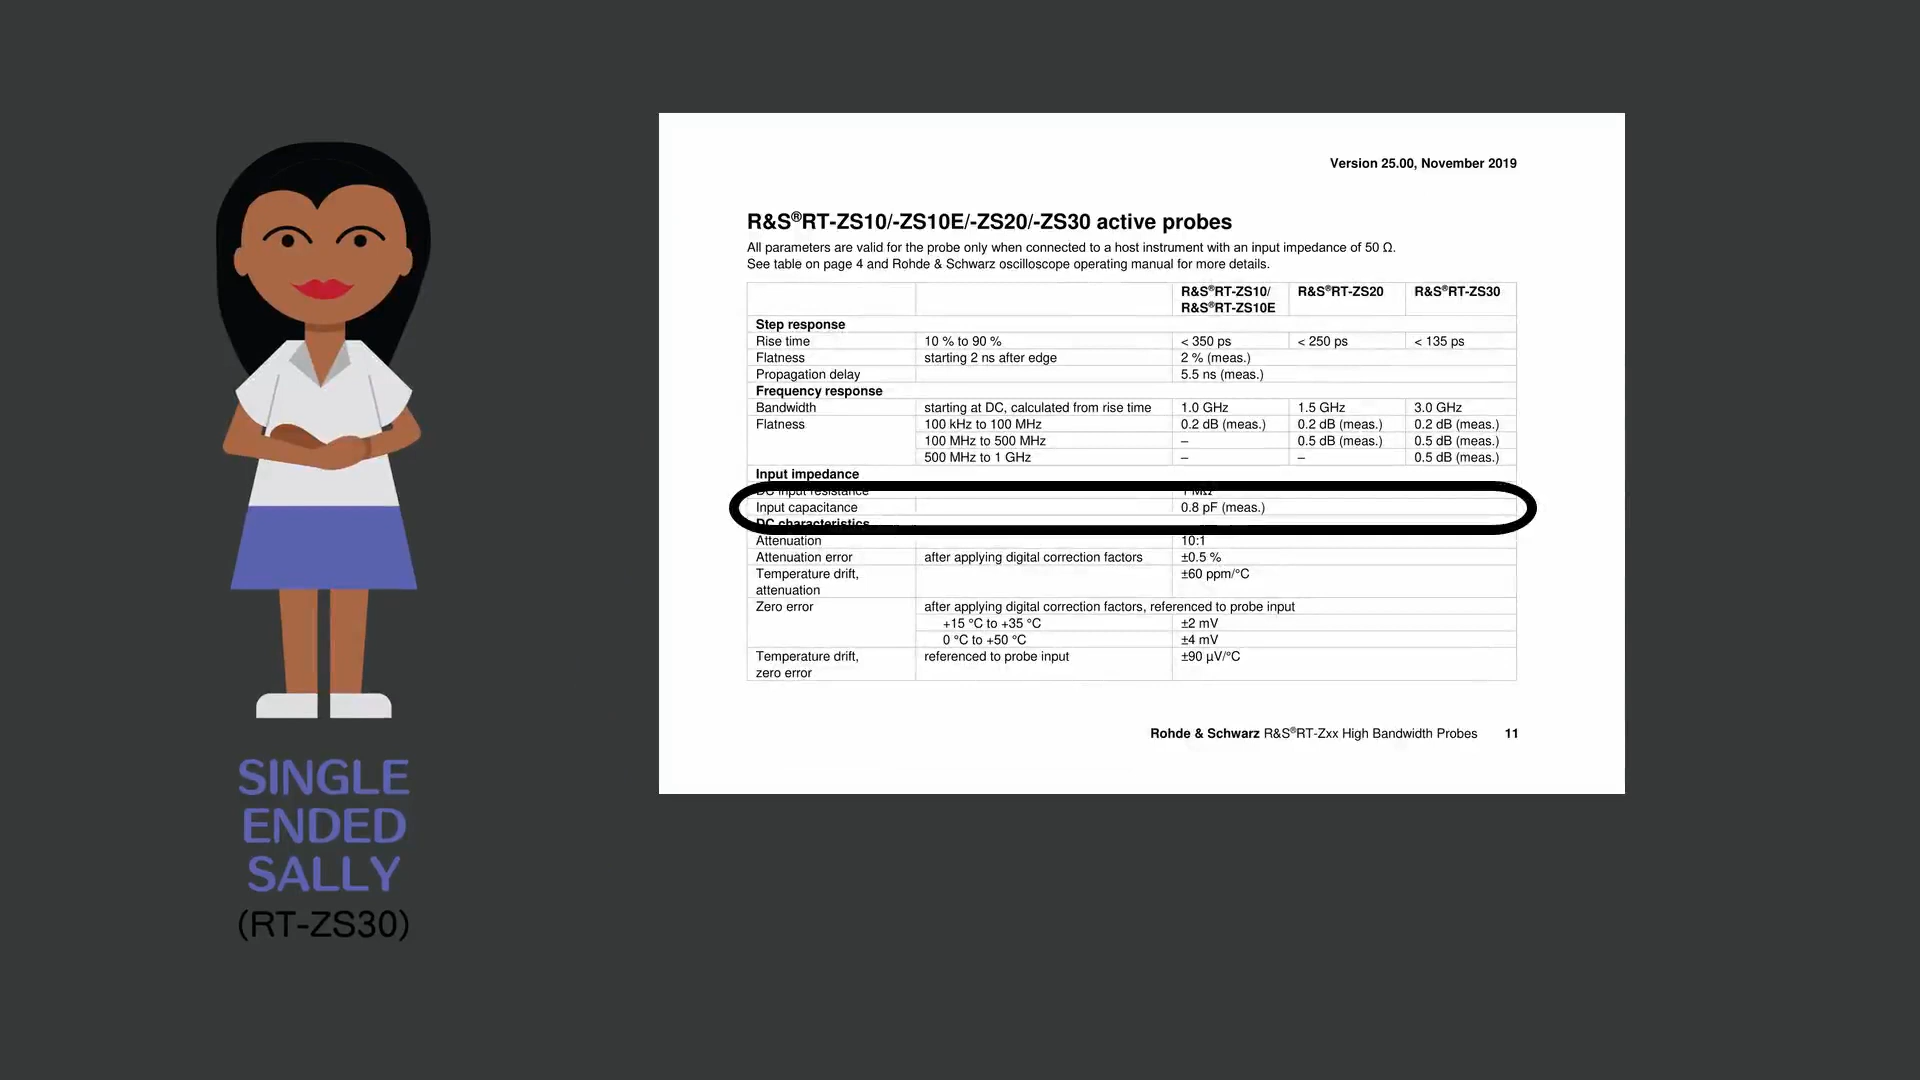 Version 25.00, November 2019
R&S®RT-ZS10/-ZS10E/-ZS20/-ZS30 active probes
All parameters are valid for the probe only when connected to a host instrument with an input impedance of 50 Ω.
See table on page 4 and Rohde & Schwarz oscilloscope operating manual for more details.
R&S®RT-ZS10/ R&S®RT-ZS20 R&S®RT-ZS30
R&S®RT-ZS10E
Step response
Rise time 10 % to 90 % < 350 ps < 250 ps < 135 ps
Flatness starting 2 ns after edge 2 % (meas.)
Propagation delay 5.5 ns (meas.)
Frequency response
Bandwidth starting at DC, calculated from rise time 1.0 GHz 1.5 GHz 3.0 GHz
Flatness 100 kHz to 100 MHz 0.2 dB (meas.) 0.2 dB (meas.) 0.2 dB (meas.)
100 MHz to 500 MHz – 0.5 dB (meas.) 0.5 dB (meas.)
500 MHz to 1 GHz – – 0.5 dB (meas.)
Input impedance
DC input resistance 1 MΩ
Input capacitance 0.8 pF (meas.)
DC characteristics
Attenuation 10:1
Attenuation error after applying digital correction factors ±0.5 %
Temperature drift, ±60 ppm/°C
attenuation
Zero error after applying digital correction factors, referenced to probe input
+15 °C to +35 °C ±2 mV
0 °C to +50 °C ±4 mV
Temperature drift, referenced to probe input ±90 μV/°C
zero error
Rohde & Schwarz R&S®RT-Zxx High Bandwidth Probes 11
SINGLE
ENDED
SALLY
(RT-ZS30)